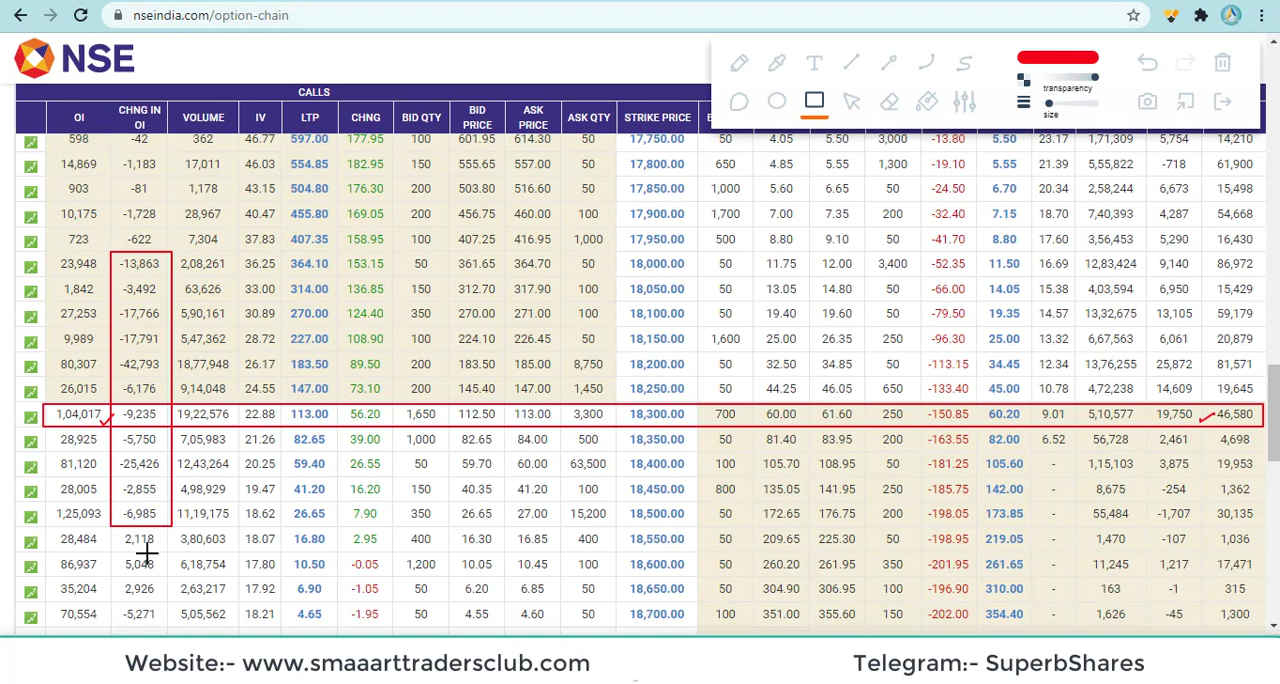 nseindia.com/option-chain
NSE
T
transparency
size
CALLS
OI CHNG IN OI VOLUME IV LTP CHNG BID QTY BID PRICE ASK PRICE ASK QTY STRIKE PRICE
598 -42 362 46.77 597.00 177.95 100 601.95 614.30 50 17,750.00 50 4.05 5.50 3,000 -13.80 5.50 23.17 1,71,309 5,754 14,210
14,869 -1,183 17,011 46.03 554.85 182.95 150 555.65 557.00 50 17,800.00 650 4.85 5.55 1,300 -19.10 5.55 21.39 5,55,822 -718 61,900
903 -81 1,178 43.15 504.80 176.30 200 503.80 516.60 50 17,850.00 1,000 5.60 6.65 50 -24.50 6.70 20.34 2,58,244 6,673 15,498
10,175 -1,728 28,967 40.47 455.80 169.05 200 456.75 460.00 100 17,900.00 1,700 7.00 7.35 200 -32.40 7.15 18.70 7,40,393 4,287 54,668
723 -622 7,304 37.83 407.35 158.95 100 407.25 416.95 1,000 17,950.00 500 8.80 9.10 50 -41.70 8.80 17.60 3,56,453 5,290 16,430
23,948 -13,863 2,08,261 36.25 364.10 153.15 50 361.65 364.70 50 18,000.00 50 11.75 12.00 3,400 -52.35 11.50 16.69 12,83,424 9,140 86,972
1,842 -3,492 63,626 33.00 314.00 136.85 150 312.70 317.90 100 18,050.00 50 13.05 14.80 50 -66.00 14.05 15.38 4,03,594 6,950 15,429
27,253 -17,766 5,90,161 30.89 270.00 124.40 350 270.00 271.00 100 18,100.00 50 19.40 19.60 50 -79.50 19.35 14.57 13,32,675 13,105 59,179
9,989 -17,791 5,47,362 28.72 227.00 108.90 100 224.10 226.45 50 18,150.00 1,600 25.00 26.35 250 -96.30 25.00 13.32 6,67,563 6,061 20,879
80,307 -42,793 18,77,948 26.17 183.50 89.50 200 183.50 185.00 8,750 18,200.00 50 32.50 34.85 50 -113.15 34.45 12.34 13,76,255 25,872 81,571
26,015 -6,176 9,14,048 24.55 147.00 73.10 200 145.40 147.00 1,450 18,250.00 50 44.25 46.05 650 -133.40 45.00 10.78 4,72,238 14,609 19,645
1,04,017 -9,235 19,22,576 22.88 113.00 56.20 1,650 112.50 113.00 3,300 18,300.00 700 60.00 61.60 250 -150.85 60.20 9.01 5,10,577 19,750 46,580
28,925 -5,750 7,05,983 21.26 82.65 39.00 1,000 82.65 84.00 500 18,350.00 50 81.40 83.95 200 -163.55 82.00 6.52 56,728 2,461 4,698
81,120 -25,426 12,43,264 20.25 59.40 26.55 50 59.70 60.00 63,500 18,400.00 100 105.70 108.95 50 -181.25 105.60 - 1,15,103 3,875 19,953
28,005 -2,855 4,98,929 19.47 41.20 16.20 150 40.35 41.20 100 18,450.00 800 135.05 141.95 250 -185.75 142.00 - 8,675 -254 1,362
1,25,093 -6,985 11,19,175 18.62 26.65 7.90 350 26.65 27.00 15,200 18,500.00 200 172.65 176.75 200 -198.05 173.85 - 55,484 -1,707 30,135
28,484 2,118 3,80,603 18.07 16.80 2.95 400 16.30 16.85 400 18,550.00 50 209.65 225.30 50 -198.95 219.05 - 1,470 -107 1,036
86,937 5,048 6,18,754 17.80 10.50 -0.05 1,200 10.05 10.45 100 18,600.00 50 260.20 261.95 350 -201.95 261.65 - 11,245 1,217 17,471
35,204 2,926 2,63,217 17.92 6.90 -1.05 50 6.20 6.85 50 18,650.00 50 304.90 306.95 100 -196.90 310.00 - 163 -1 315
70,554 -5,271 5,05,562 18.21 4.65 -1.95 50 4.55 4.60 50 18,700.00 100 351.00 355.60 150 -202.00 354.40 - 1,626 -45 1,300
Website:- www.smaaarttradersclub.com Telegram:- SuperbShares